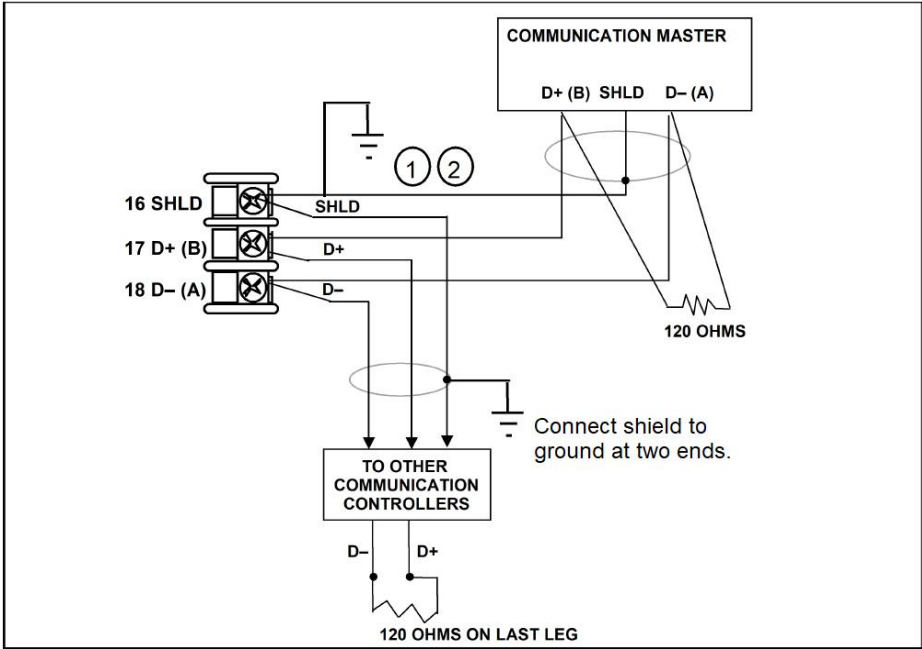 COMMUNICATION MASTER
D+ (B) SHLD D– (A)
1 2
16 SHLD
SHLD
17 D+ (B)
D+
18 D– (A)
D–
120 OHMS
Connect shield to
ground at two ends.
TO OTHER
COMMUNICATION
CONTROLLERS
D– D+
120 OHMS ON LAST LEG